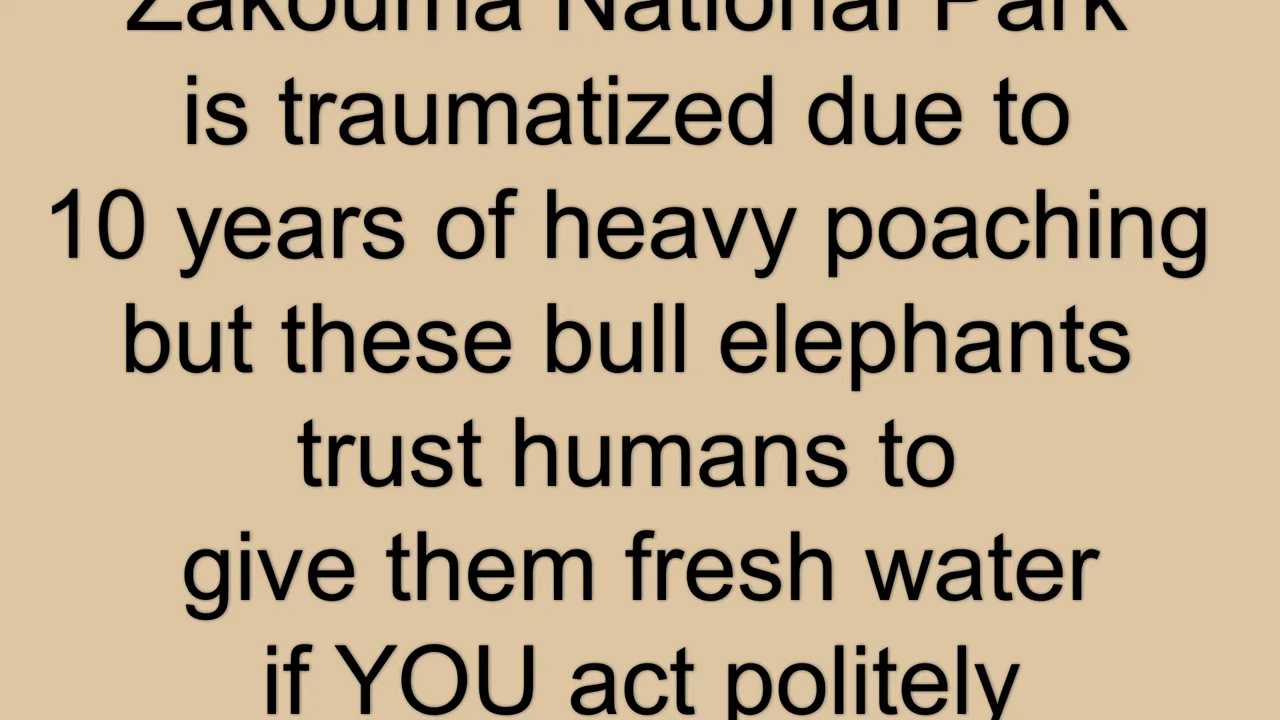 Zakouma National Park
is traumatized due to
10 years of heavy poaching
but these bull elephants
trust humans to
give them fresh water
if YOU act politely